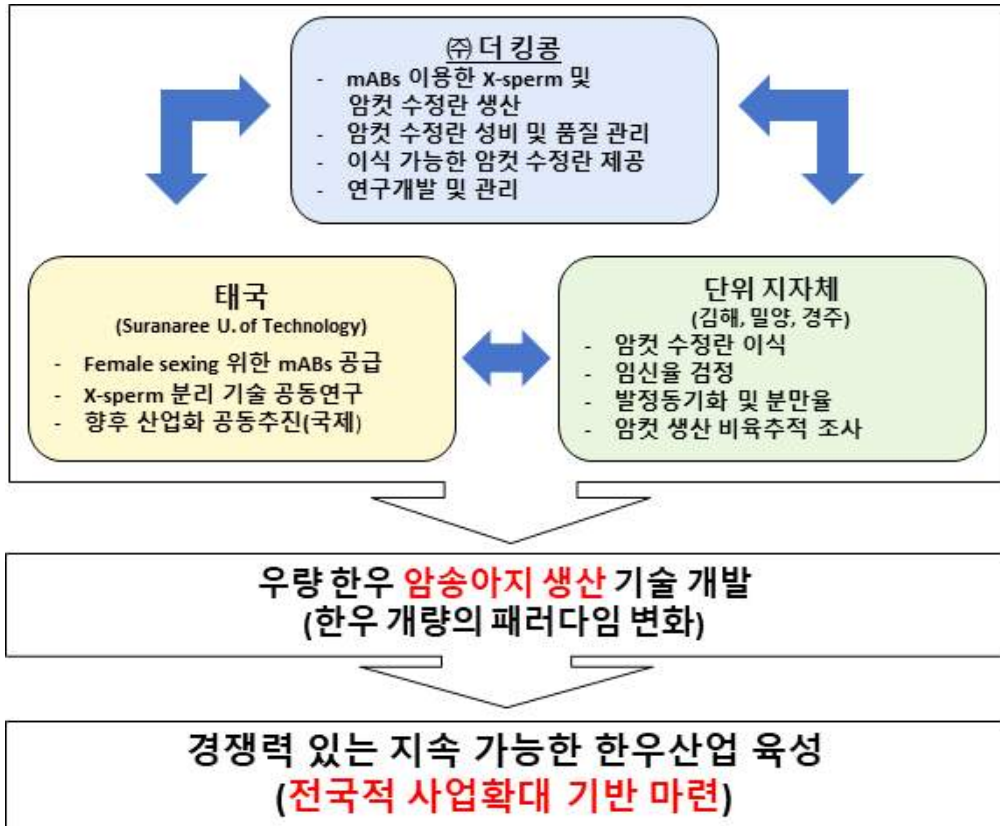 ㈜더 킹콩
- mABs 이용한 X-sperm 및
암컷 수정란 생산
- 암컷 수정란 성비 및 품질 관리
- 이식 가능한 암컷 수정란 제공
- 연구개발 및 관리
태국
(Suranaree U. of Technology)
- Female sexing 위한 mABs 공급
- X-sperm 분리 기술 공동연구
- 향후 산업화 공동추진(국제)
단위 지자체
(김해, 밀양, 경주)
- 암컷 수정란 이식
- 임신율 검정
- 발정동기화 및 분만율
- 암컷 생산 비육추적 조사
우량 한우 암송아지 생산 기술 개발
(한우 개량의 패러다임 변화)
경쟁력 있는 지속 가능한 한우산업 육성
(전국적 사업확대 기반 마련)